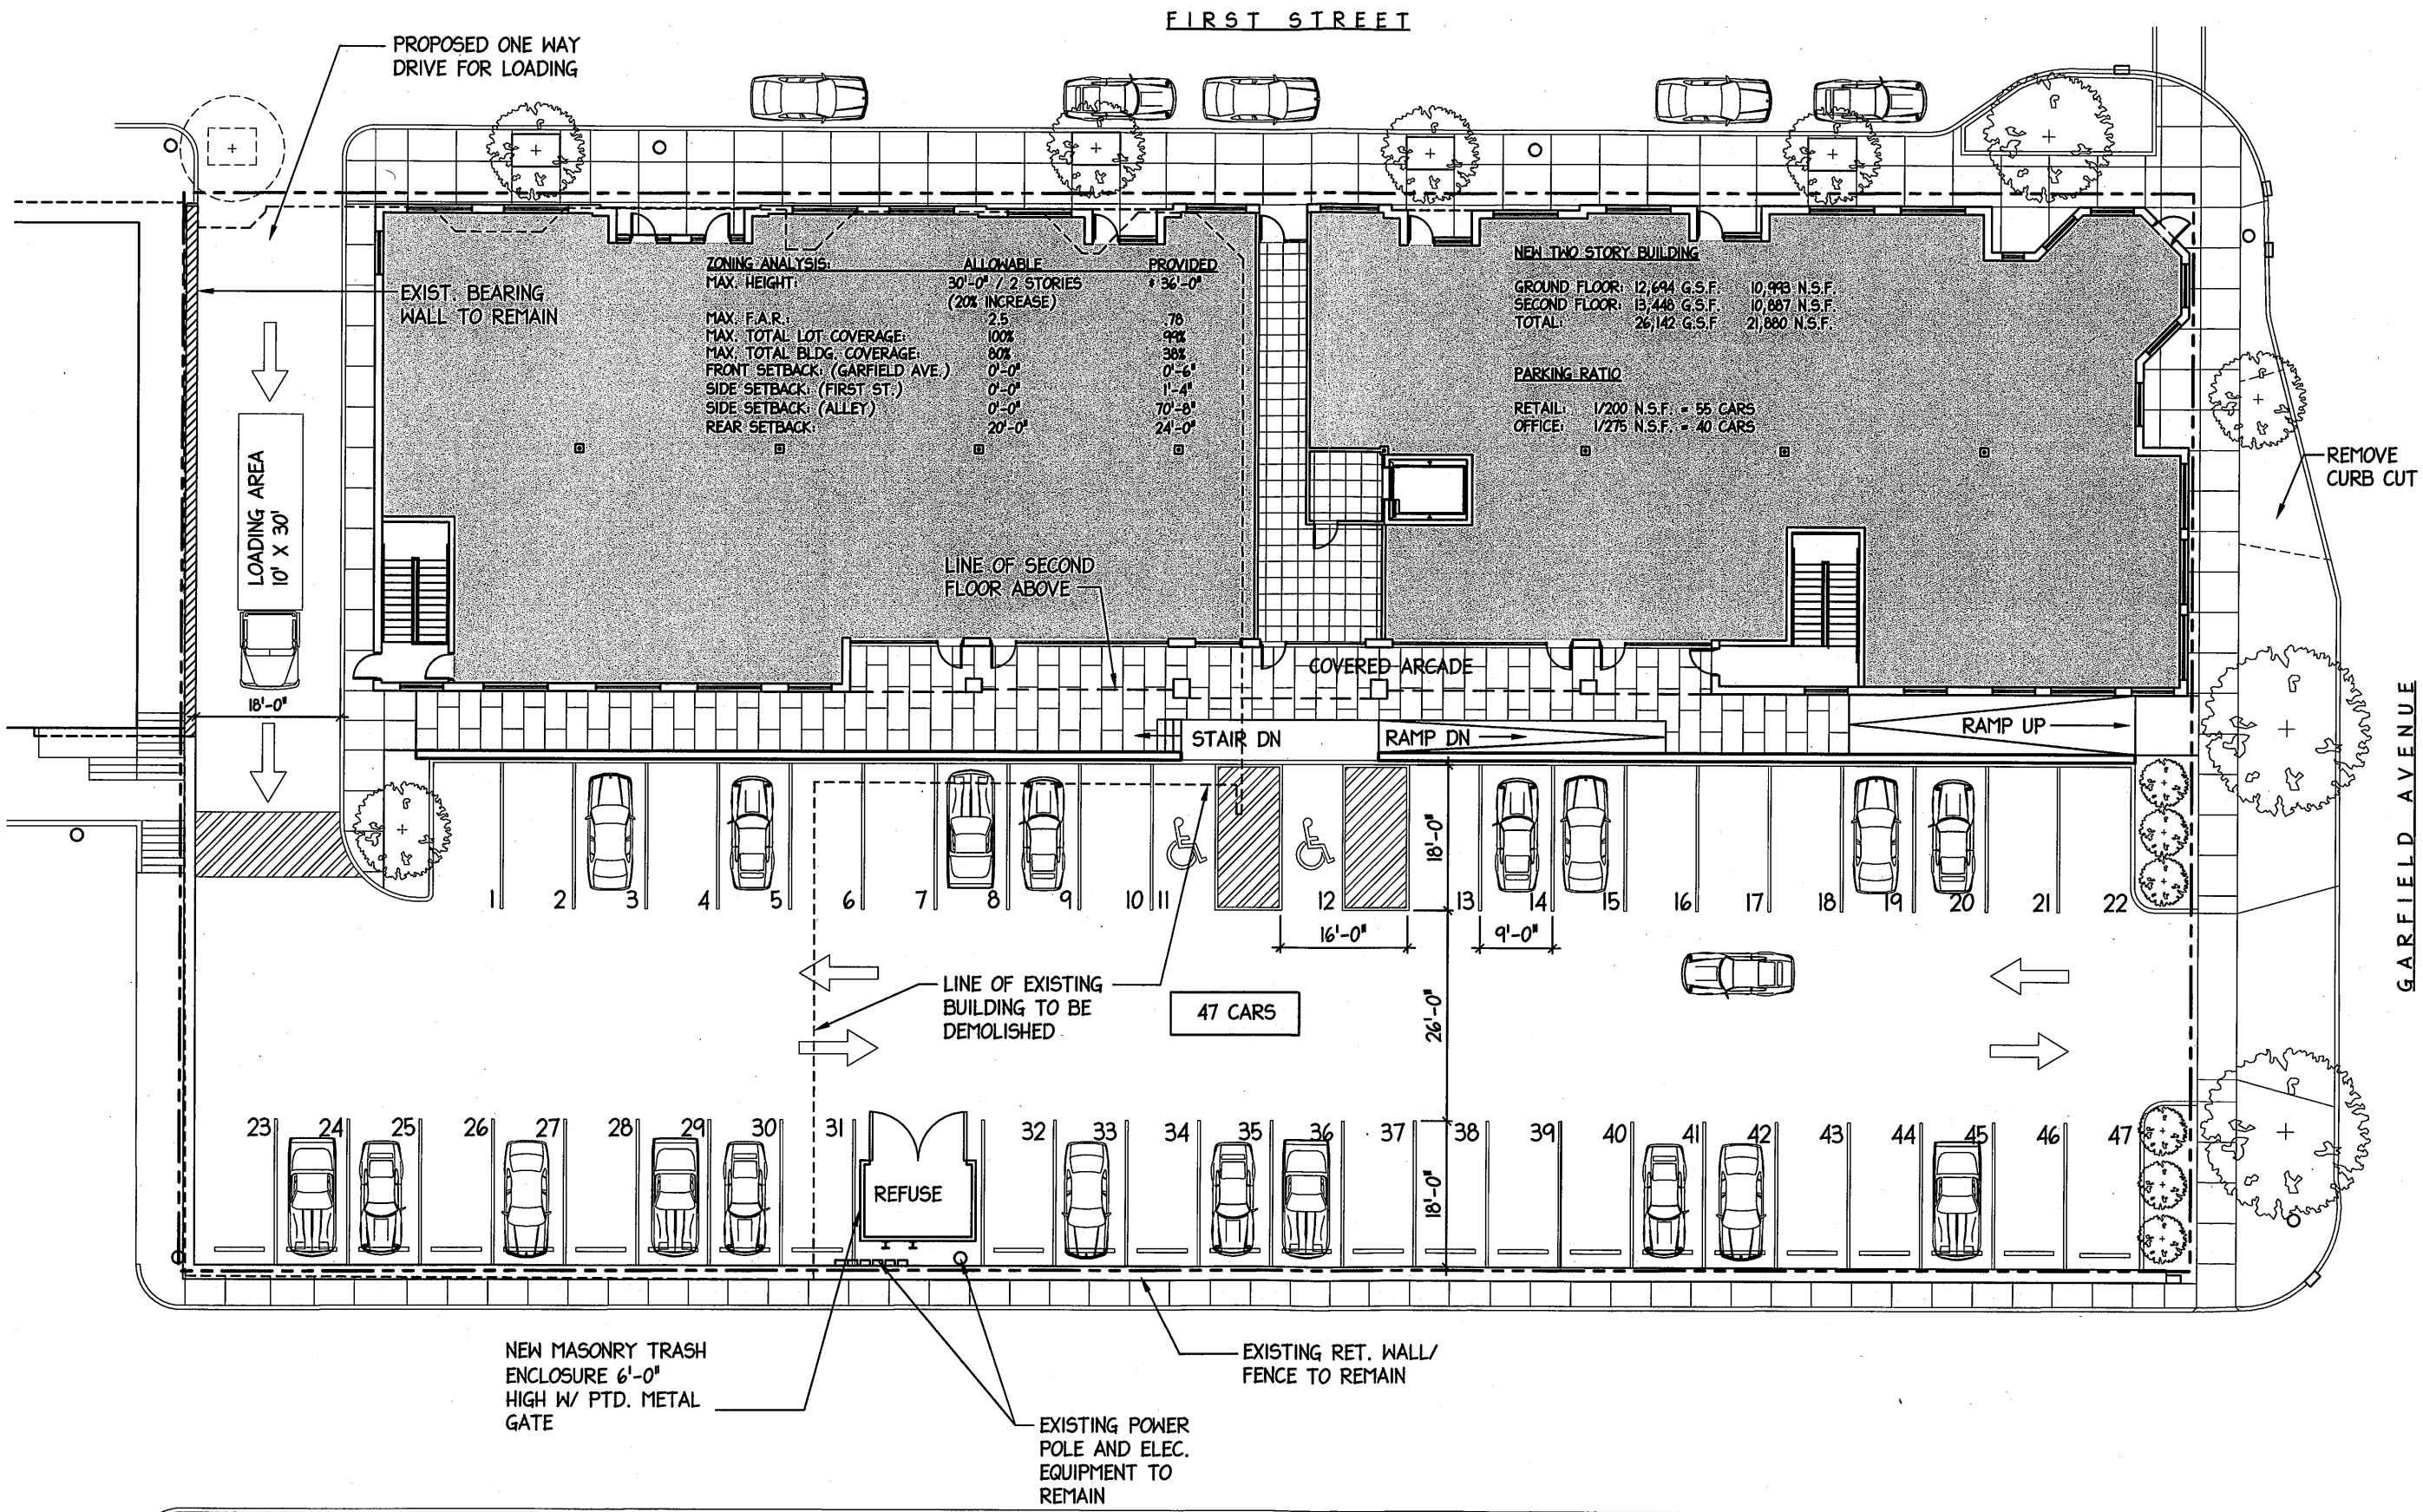 FIRST STREET
PROPOSED ONE WAY
DRIVE FOR LOADING
EXIST. BEARING
WALL TO REMAIN
ZONING ANALYSIS: ALLOWABLE PROVIDED
MAX. HEIGHT: 30'-0" / 2 STORIES ± 36'-0"
(20% INCREASE)
MAX. F.A.R.: 2.5 .78
MAX. TOTAL LOT COVERAGE: 100% 99%
MAX. TOTAL BLDG. COVERAGE: 80% 38%
FRONT SETBACK: (GARFIELD AVE.) 0'-0" 0'-6"
SIDE SETBACK: (FIRST ST.) 0'-0" 1'-4"
SIDE SETBACK: (ALLEY) 0'-0" 70'-8"
REAR SETBACK: 20'-0" 24'-0"
NEW TWO STORY BUILDING
GROUND FLOOR: 12,694 G.S.F. 10,993 N.S.F.
SECOND FLOOR: 13,448 G.S.F. 10,887 N.S.F.
TOTAL: 26,142 G.S.F. 21,880 N.S.F.
PARKING RATIO
RETAIL: 1/200 N.S.F. = 55 CARS
OFFICE: 1/275 N.S.F. = 40 CARS
REMOVE
CURB CUT
LOADING AREA
10' X 30'
LINE OF SECOND
FLOOR ABOVE
COVERED ARCADE
18'-0"
STAIR DN
RAMP DN
RAMP UP
GARFIELD AVENUE
18'-0"
1 2 3 4 5 6 7 8 9 10 11 12 13 14 15 16 17 18 19 20 21 22
16'-0"
9'-0"
LINE OF EXISTING
BUILDING TO BE
DEMOLISHED
47 CARS
26'-0"
23 24 25 26 27 28 29 30 31 32 33 34 35 36 37 38 39 40 41 42 43 44 45 46 47
REFUSE
18'-0"
NEW MASONRY TRASH
ENCLOSURE 6'-0"
HIGH W/ PTD. METAL
GATE
EXISTING RET. WALL/
FENCE TO REMAIN
EXISTING POWER
POLE AND ELEC.
EQUIPMENT TO
REMAIN